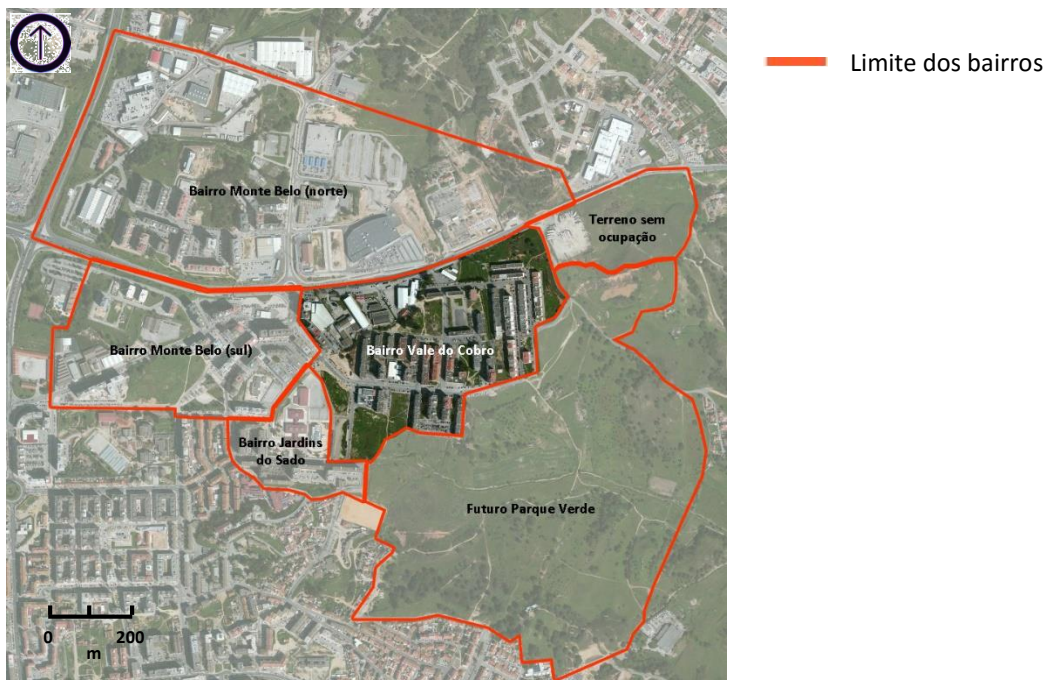 Limite dos bairros
Bairro Monte Belo (norte)
Terreno sem
ocupação
Bairro Monte Belo (sul)
Bairro Vale do Cobro
Bairro Jardins
do Sado
Futuro Parque Verde
0 200
m